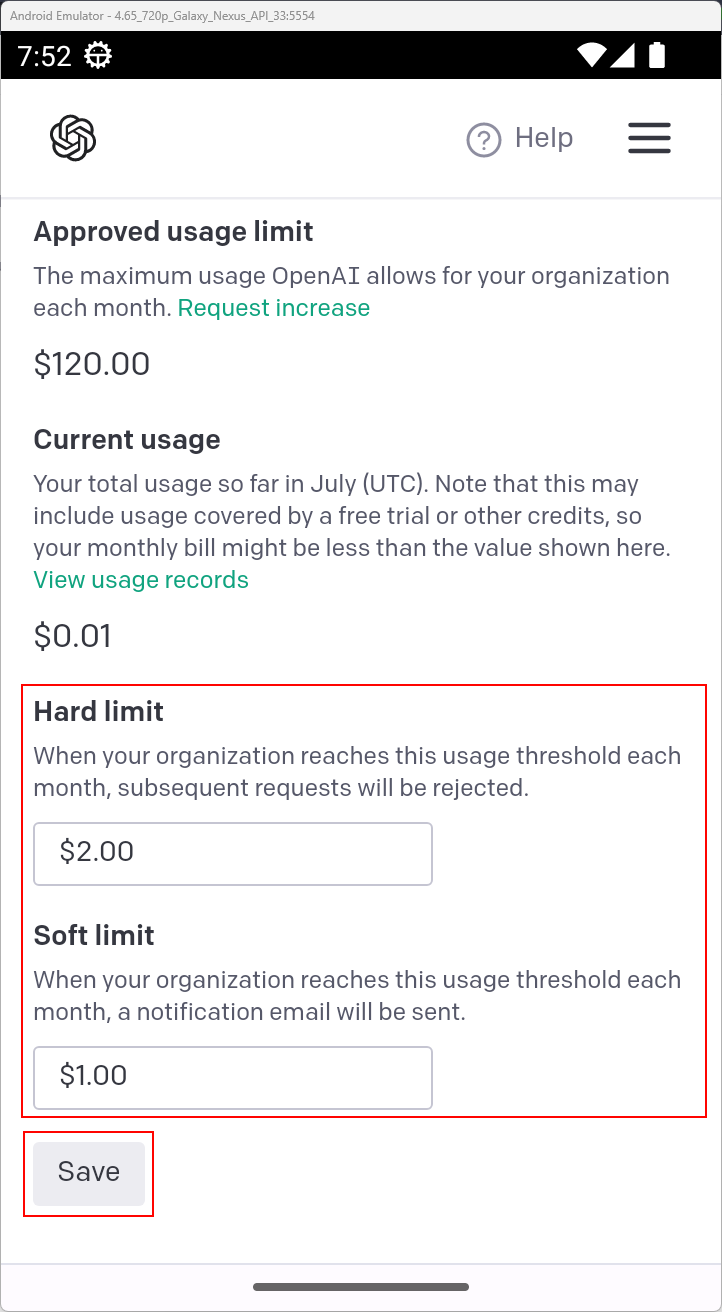 Android Emulator - 4.65_720p_Galaxy_Nexus_API_33:5554
7:52
? Help
Approved usage limit
The maximum usage OpenAI allows for your organization
each month. Request increase
$120.00
Current usage
Your total usage so far in July (UTC). Note that this may
include usage covered by a free trial or other credits, so
your monthly bill might be less than the value shown here.
View usage records
$0.01
Hard limit
When your organization reaches this usage threshold each
month, subsequent requests will be rejected.
$2.00
Soft limit
When your organization reaches this usage threshold each
month, a notification email will be sent.
$1.00
Save